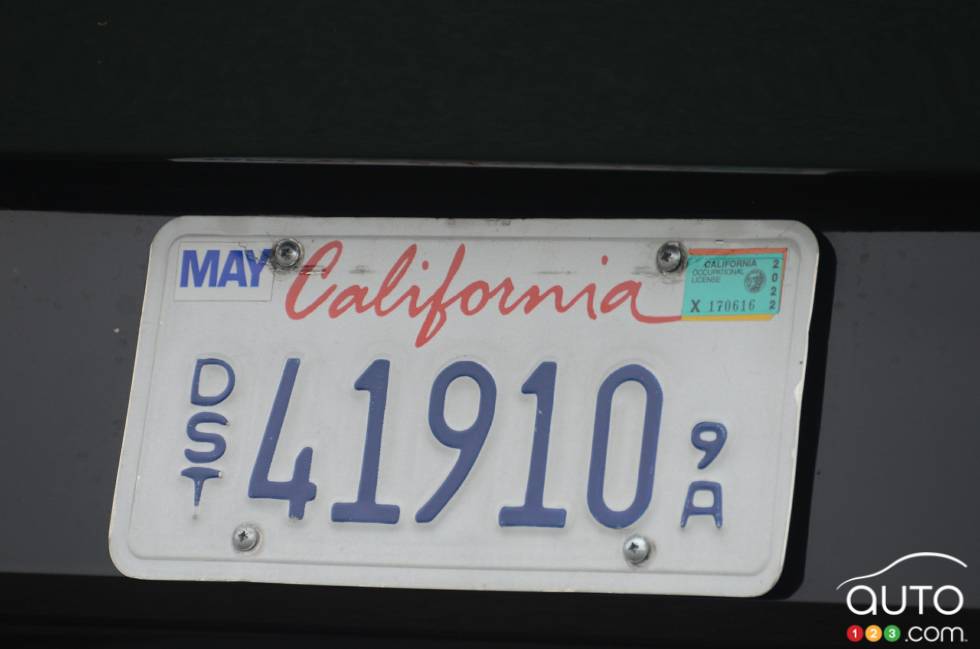 MAY
California
CALIFORNIA
OCCUPATIONAL
LICENSE
2022
X 170616
DST 41910 9A
AUTO
123.com